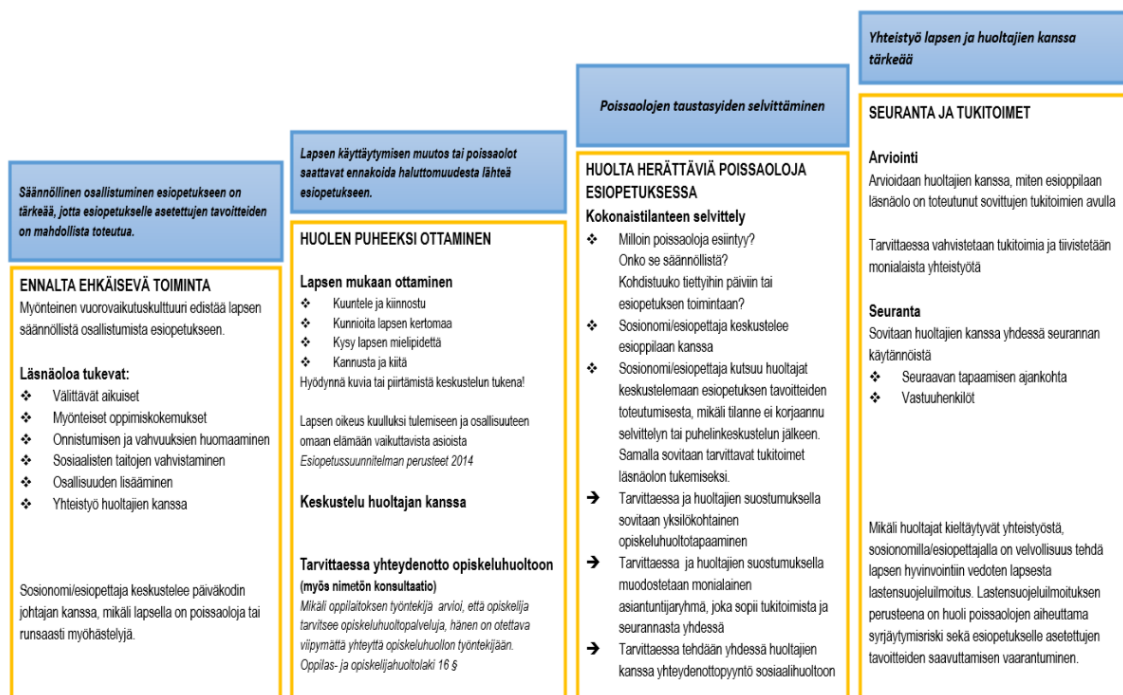 Säännöllinen osallistuminen esiopetukseen on
tärkeää, jotta esiopetukselle asetettujen tavoitteiden
on mahdollista toteutua.
ENNALTA EHKÄISEVÄ TOIMINTA
Myönteinen vuorovaikutuskulttuuri edistää lapsen
säännöllistä osallistumista esiopetukseen.
Läsnäoloa tukevat:
❖ Välittävät aikuiset
❖ Myönteiset oppimiskokemukset
❖ Onnistumisen ja vahvuuksien huomaaminen
❖ Sosiaalisten taitojen vahvistaminen
❖ Osallisuuden lisääminen
❖ Yhteistyö huoltajien kanssa
Sosionomi/esiopettaja keskustelee päiväkodin
johtajan kanssa, mikäli lapsella on poissaoloja tai
runsaasti myöhästelyjä.
Lapsen käyttäytymisen muutos tai poissaolot
saattavat ennakoida haluttomuudesta lähteä
esiopetukseen.
HUOLEN PUHEEKSI OTTAMINEN
Lapsen mukaan ottaminen
❖ Kuuntele ja kiinnostu
❖ Kunnioita lapsen kertomaa
❖ Kysy lapsen mielipidettä
❖ Kannusta ja kiitä
Hyödynnä kuvia tai piirtämistä keskustelun tukena!
Lapsen oikeus kuulluksi tulemiseen ja osallisuuteen
omaan elämään vaikuttavista asioista
Esiopetussuunnitelman perusteet 2014
Keskustelu huoltajan kanssa
Tarvittaessa yhteydenotto opiskeluhuoltoon
(myös nimetön konsultaatio)
Mikäli oppilaitoksen työntekijä arvioi, että opiskelija
tarvitsee opiskeluhuoltopalveluja, hänen on otettava
viipymättä yhteyttä opiskeluhuollon työntekijään.
Oppilas- ja opiskelijahuoltolaki 16 §
Poissaolojen taustasyiden selvittäminen
HUOLTA HERÄTTÄVIÄ POISSAOLOJA
ESIOPETUKSESSA
Kokonaistilanteen selvittely
❖ Milloin poissaoloja esiintyy?
Onko se säännöllistä?
Kohdistuuko tiettyihin päiviin tai
esiopetuksen toimintaan?
❖ Sosionomi/esiopettaja keskustelee
esioppilaan kanssa
❖ Sosionomi/esiopettaja kutsuu huoltajat
keskustelemaan esiopetuksen tavoitteiden
toteutumisesta, mikäli tilanne ei korjaannu
selvittelyn tai puhelinkeskustelun jälkeen.
Samalla sovitaan tarvittavat tukitoimet
läsnäolon tukemiseksi.
➔ Tarvittaessa ja huoltajien suostumuksella
sovitaan yksilökohtainen
opiskeluhuoltotapaaminen
➔ Tarvittaessa ja huoltajien suostumuksella
muodostetaan monialainen
asiantuntijaryhmä, joka sopii tukitoimista ja
seurannasta yhdessä
➔ Tarvittaessa tehdään yhdessä huoltajien
kanssa yhteydenottopyyntö sosiaalihuoltoon
Yhteistyö lapsen ja huoltajien kanssa
tärkeää
SEURANTA JA TUKITOIMET
Arviointi
Arvioidaan huoltajien kanssa, miten esioppilaan
läsnäolo on toteutunut sovittujen tukitoimien avulla
Tarvittaessa vahvistetaan tukitoimia ja tiivistetään
monialaista yhteistyötä
Seuranta
Sovitaan huoltajien kanssa yhdessä seurannan
käytännöistä
❖ Seuraavan tapaamisen ajankohta
❖ Vastuuhenkilöt
Mikäli huoltajat kieltäytyvät yhteistyöstä,
sosionomilla/esiopettajalla on velvollisuus tehdä
lapsen hyvinvointiin vedoten lapsesta
lastensuojeluilmoitus. Lastensuojeluilmoituksen
perusteena on huoli poissaolojen aiheuttama
syrjäytymisriski sekä esiopetukselle asetettujen
tavoitteiden saavuttamisen vaarantuminen.